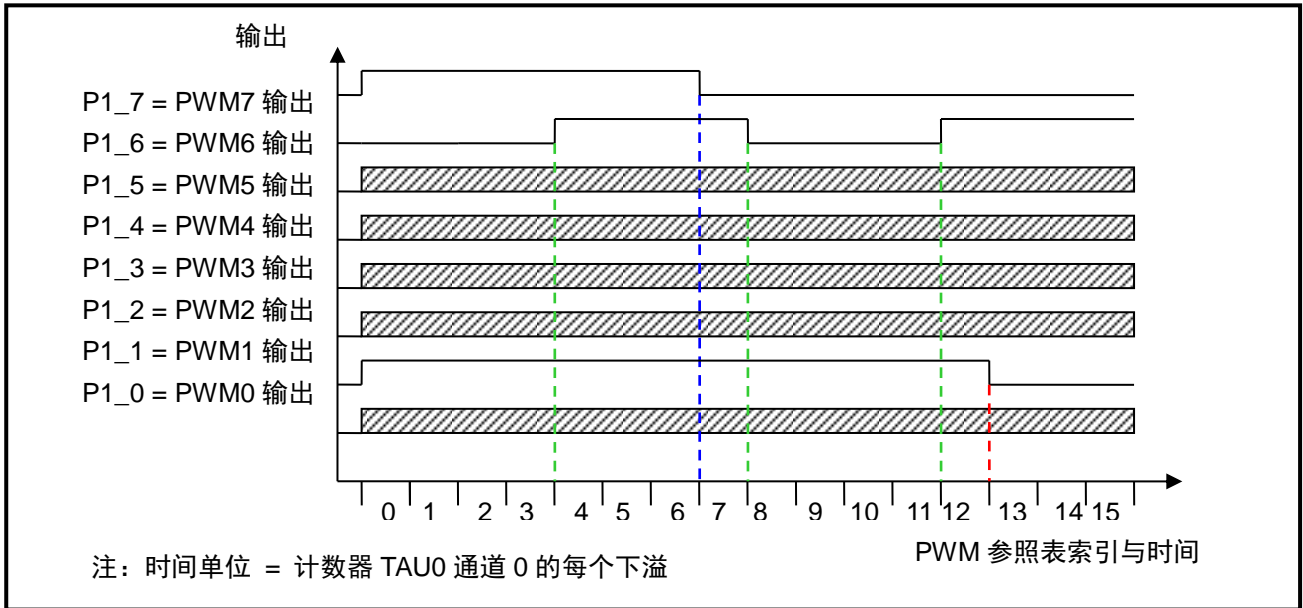 输出
P1_7 = PWM7 输出
P1_6 = PWM6 输出
P1_5 = PWM5 输出
P1_4 = PWM4 输出
P1_3 = PWM3 输出
P1_2 = PWM2 输出
P1_1 = PWM1 输出
P1_0 = PWM0 输出
0 1 2 3 4 5 6 7 8 9 10 11 12 13 14 15
PWM 参照表索引与时间
注：时间单位 = 计数器 TAU0 通道 0 的每个下溢